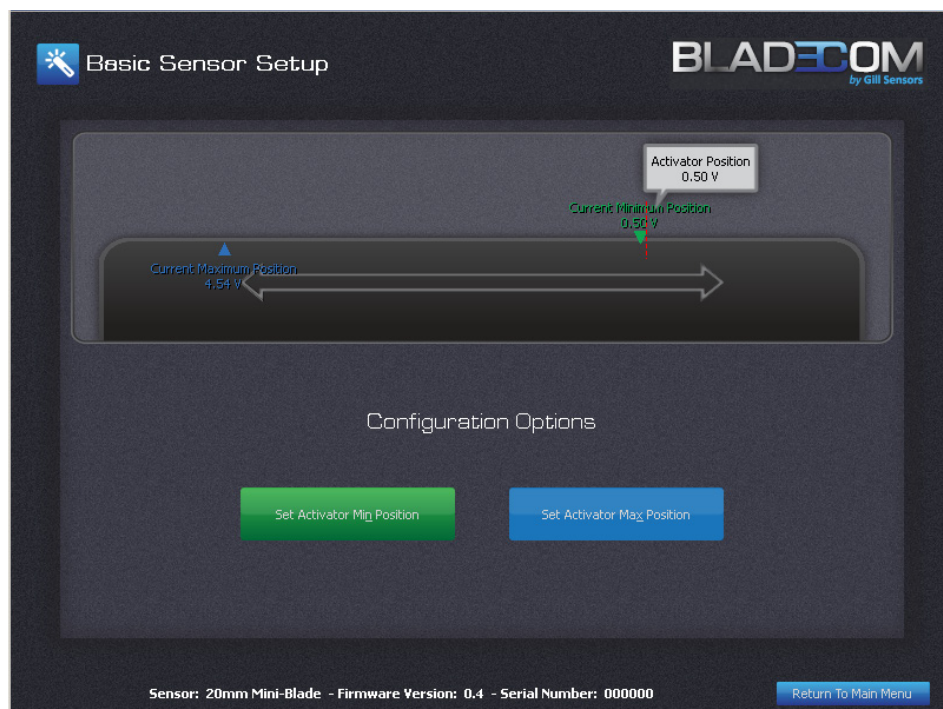 Basic Sensor Setup
BLADECOM
by Gill Sensors
Activator Position
0.50 V
Current Minimum Position
0.50 V
Current Maximum Position
4.54 V
Configuration Options
Set Activator Min Position
Set Activator Max Position
Sensor: 20mm Mini-Blade - Firmware Version: 0.4 - Serial Number: 000000
Return To Main Menu